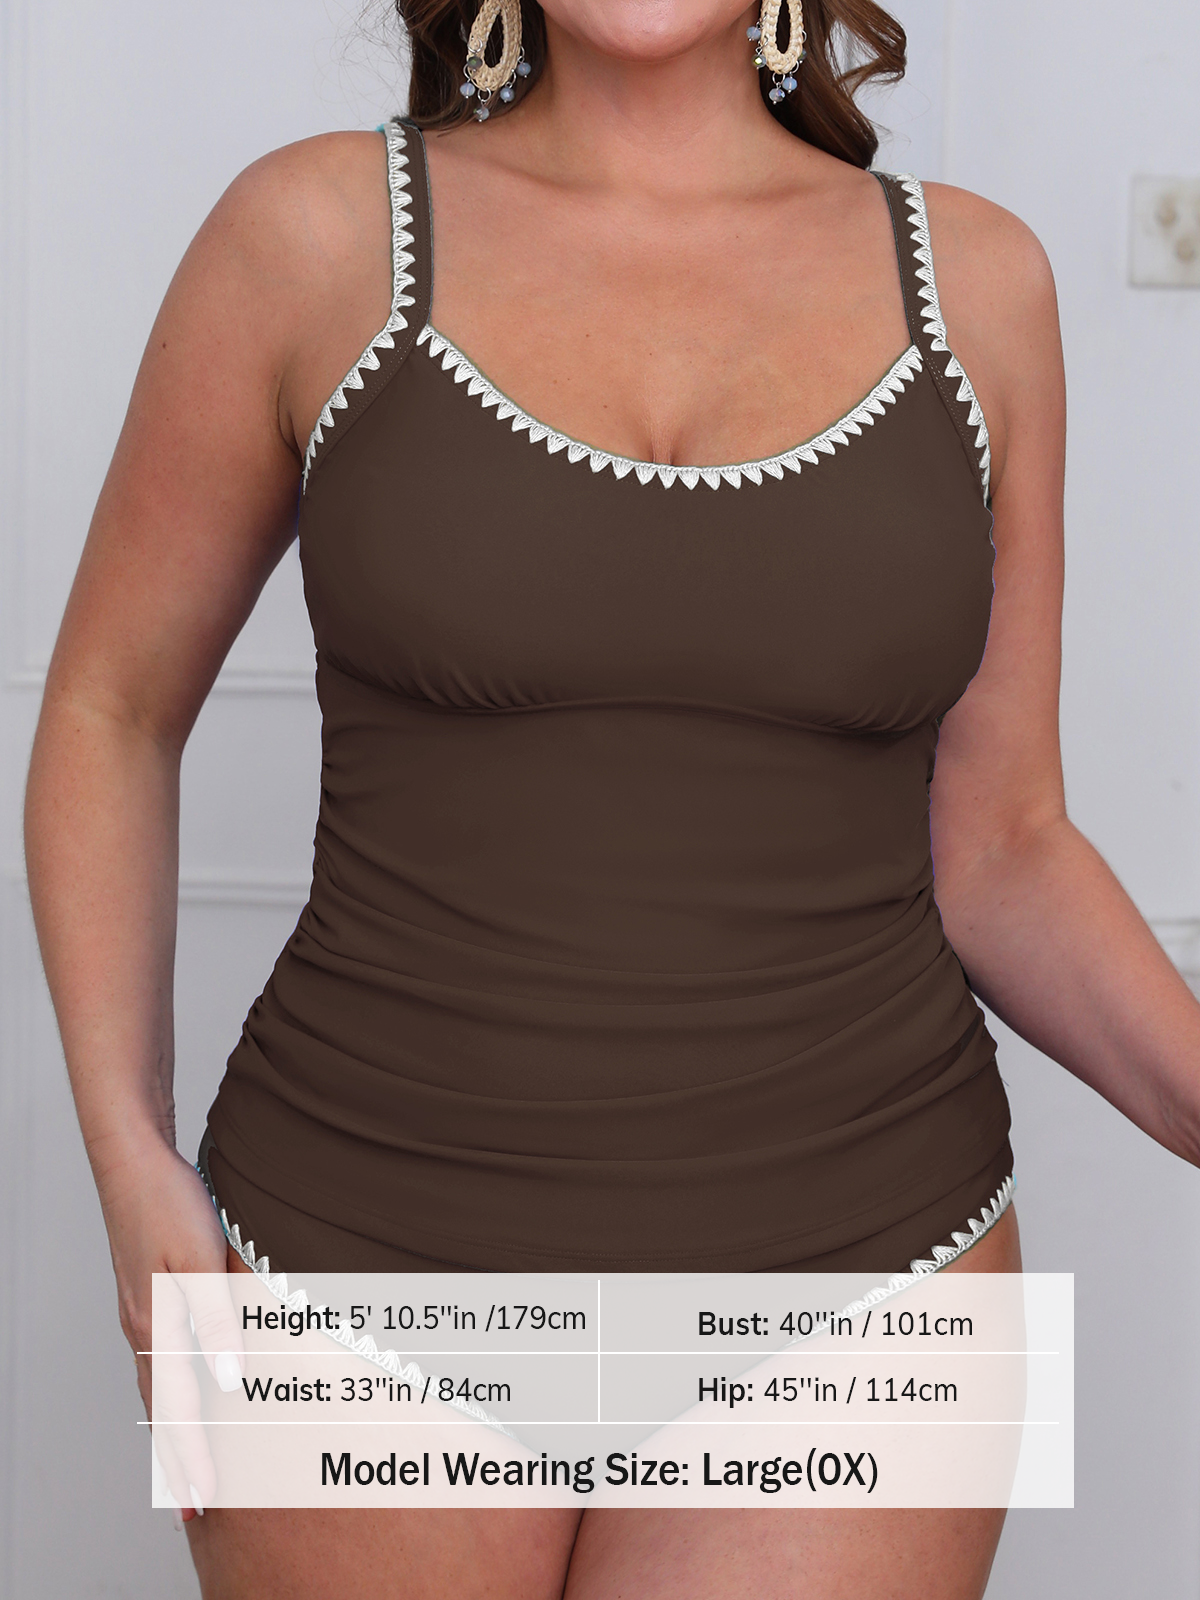 Height: 5' 10.5"in /179cm
Bust: 40"in / 101cm
Waist: 33"in / 84cm
Hip: 45"in / 114cm
Model Wearing Size: Large(0X)